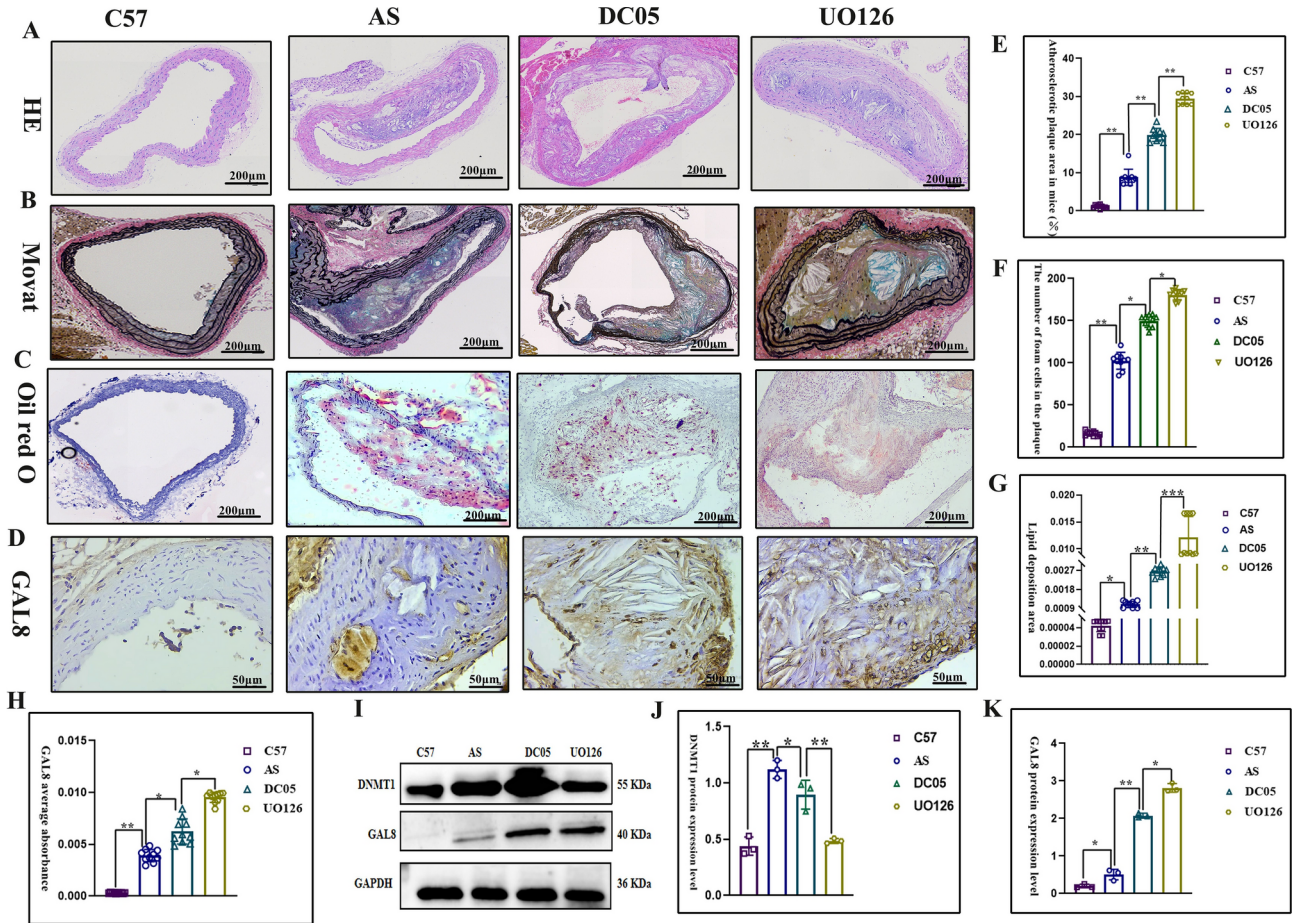 C57 AS DC05 UO126
A
HE
200μm 200μm 200μm 200μm
B
Movat
200μm 200μm 200μm 200μm
C
Oil red O
200μm 200μm 200μm 200μm
D
GAL8
50μm 50μm 50μm 50μm
E
Atherosclerotic plaque area in mice (%)
40
30
20
10
0
** ** **
C57
AS
DC05
UO126
F
The number of foam cells in the plaque
200
150
100
50
0
** * *
C57
AS
DC05
UO126
G
Lipid deposition area
0.020
0.015
0.010
0.0027
0.0009
0.00004
0.00000
* ** ***
C57
AS
DC05
UO126
H
GAL8 average absorbance
0.015
0.010
0.005
0.000
** * *
C57
AS
DC05
UO126
I
C57 AS DC05 UO126
DNMT1 55 KDa
GAL8 40 KDa
GAPDH 36 KDa
J
DNMT1 protein expression level
1.5
1.0
0.5
0.0
** * **
C57
AS
DC05
UO126
K
GAL8 protein expression level
4
3
2
1
0
* ** *
C57
AS
DC05
UO126